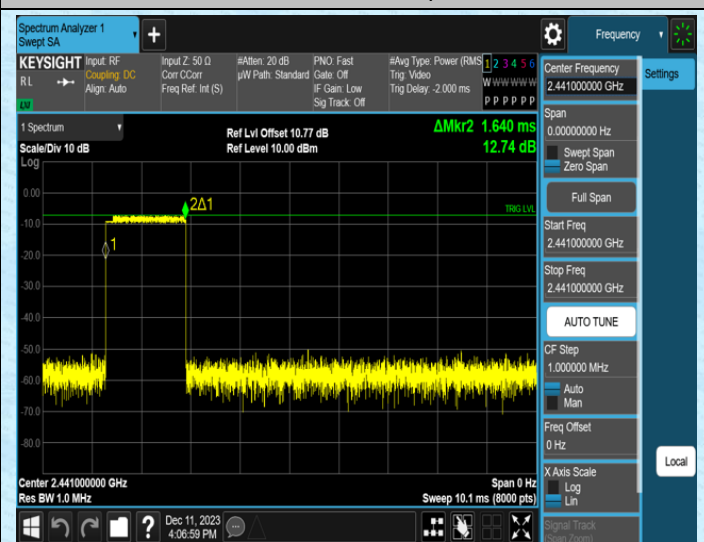 Spectrum Analyzer 1
Swept SA
+
Frequency
KEYSIGHT
RL
LXI
Input: RF
Coupling: DC
Align: Auto
Input Z: 50 Ω
Corr CCorr
Freq Ref: Int (S)
#Atten: 20 dB
µW Path: Standard
PNO: Fast
Gate: Off
IF Gain: Low
Sig Track: Off
#Avg Type: Power (RMS
Trig: Video
Trig Delay: -2.000 ms
1 2 3 4 5 6
W W W W W W
P P P P P P
1 Spectrum
Scale/Div 10 dB
Ref Lvl Offset 10.77 dB
Ref Level 10.00 dBm
ΔMkr2 1.640 ms
12.74 dB
Log
0.00
-10.0
-20.0
-30.0
-40.0
-50.0
-60.0
-70.0
-80.0
2Δ1
1
TRIG LVL
Center 2.441000000 GHz
Res BW 1.0 MHz
Span 0 Hz
Sweep 10.1 ms (8000 pts)
Center Frequency
2.441000000 GHz
Settings
Span
0.00000000 Hz
Swept Span
Zero Span
Full Span
Start Freq
2.441000000 GHz
Stop Freq
2.441000000 GHz
AUTO TUNE
CF Step
1.000000 MHz
Auto
Man
Freq Offset
0 Hz
X Axis Scale
Log
Lin
Local
Signal Track
(Span Zoom)
?
Dec 11, 2023
4:06:59 PM